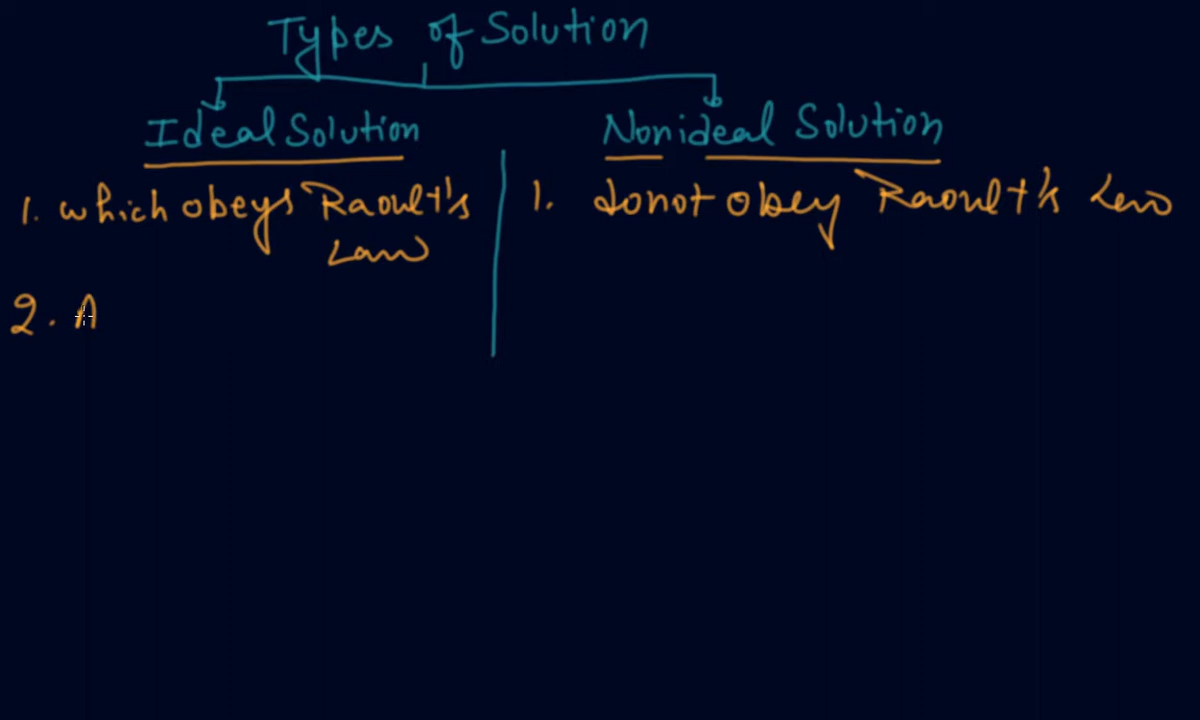 Types of Solution
Ideal Solution
Nonideal Solution
1. which obeys Raoult's
Law
1. donot obey Raoult's Law
2. A